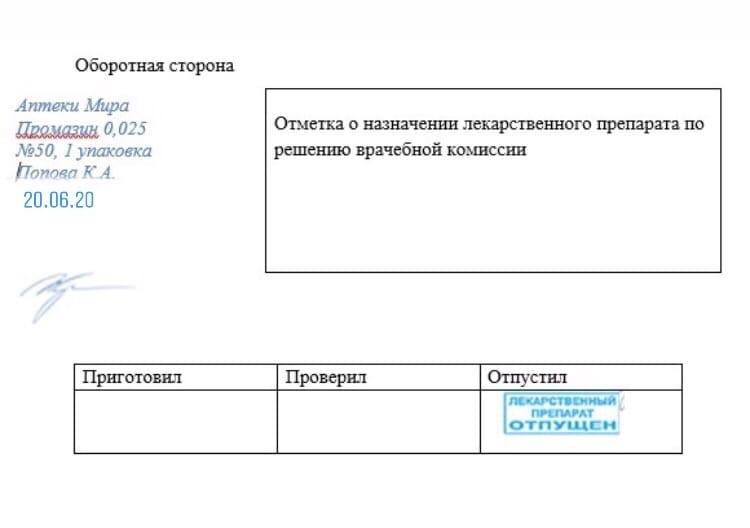 Оборотная сторона
Аптеки Мира
Промазин 0,025
№50, 1 упаковка
Попова К.А.
20.06.20
Отметка о назначении лекарственного препарата по
решению врачебной комиссии
Приготовил
Проверил
Отпустил
ЛЕКАРСТВЕННЫЙ
ПРЕПАРАТ
ОТПУЩЕН